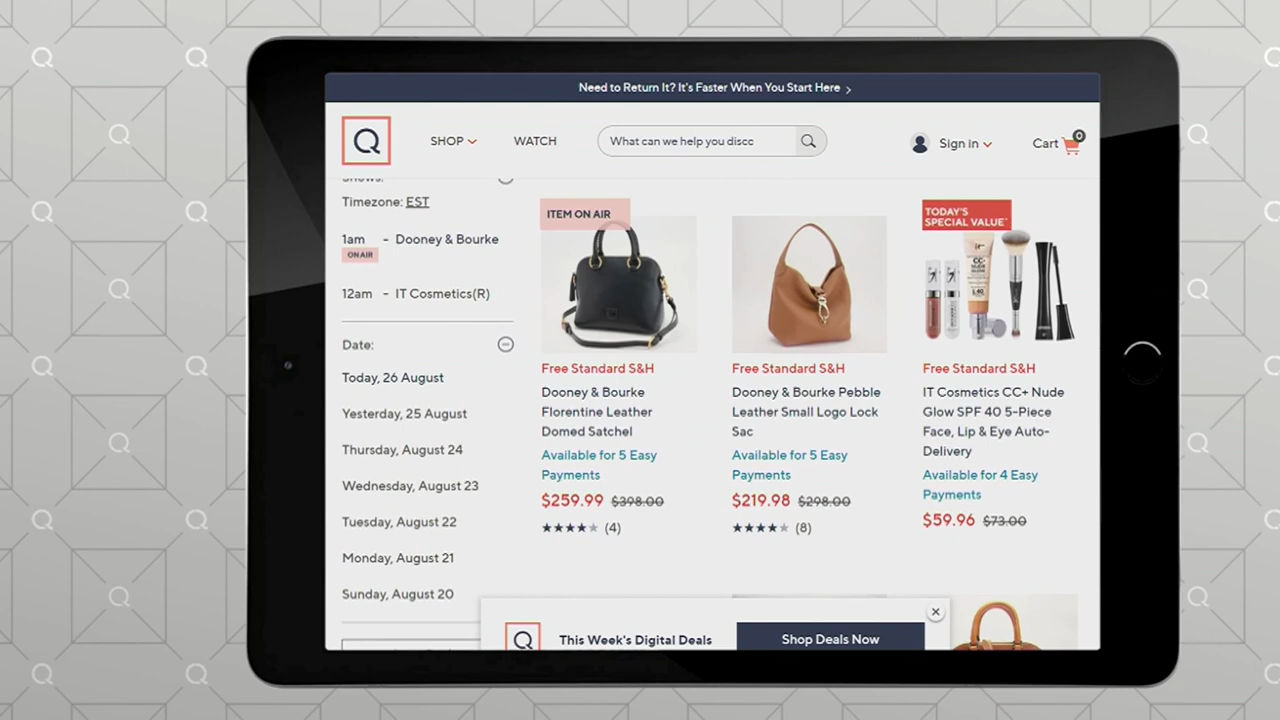 Need to Return It? It's Faster When You Start Here
Q
SHOP
WATCH
What can we help you discc
Sign in
Cart
0
Shows:
Timezone: EST
1am - Dooney & Bourke
ON AIR
12am - IT Cosmetics(R)
Date:
Today, 26 August
Yesterday, 25 August
Thursday, August 24
Wednesday, August 23
Tuesday, August 22
Monday, August 21
Sunday, August 20
ITEM ON AIR
Free Standard S&H
Dooney & Bourke
Florentine Leather
Domed Satchel
Available for 5 Easy
Payments
$259.99 $398.00
(4)
Free Standard S&H
Dooney & Bourke Pebble
Leather Small Logo Lock
Sac
Available for 5 Easy
Payments
$219.98 $298.00
(8)
TODAY'S
SPECIAL VALUE
CC+
NUDE
GLOW
Free Standard S&H
IT Cosmetics CC+ Nude
Glow SPF 40 5-Piece
Face, Lip & Eye Auto-
Delivery
Available for 4 Easy
Payments
$59.96 $73.00
Q
This Week's Digital Deals
Shop Deals Now